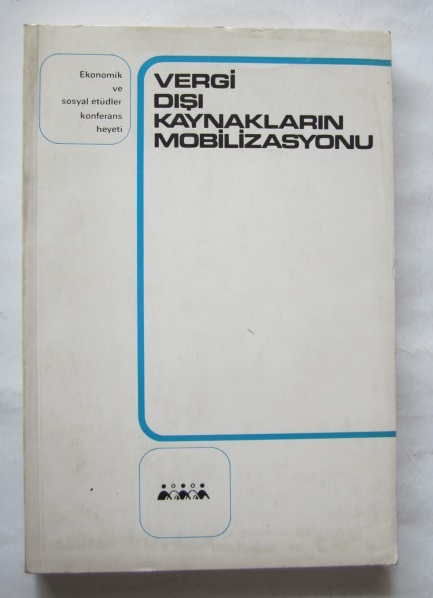 Ekonomik
ve
sosyal etüdler
konferans
heyeti
VERGİ
DIŞI
KAYNAKLARIN
MOBİLİZASYONU